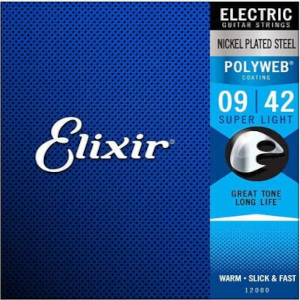 ELECTRIC
GUITAR STRINGS
NICKEL PLATED STEEL
POLYWEB®
COATING
09 | 42
SUPER LIGHT
Elixir®
GREAT TONE
LONG LIFE
WARM • SLICK & FAST
12000